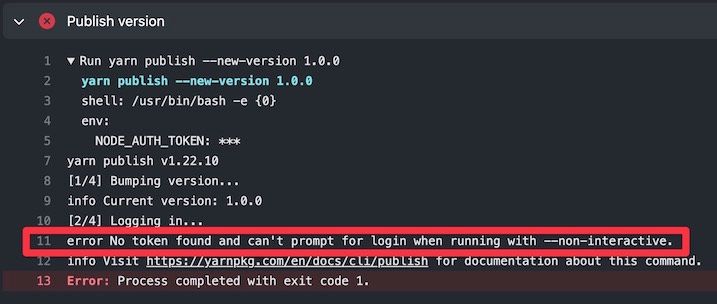 Publish version
1 ▼ Run yarn publish --new-version 1.0.0
2 yarn publish --new-version 1.0.0
3 shell: /usr/bin/bash -e {0}
4 env:
5 NODE_AUTH_TOKEN: ***
7 yarn publish v1.22.10
8 [1/4] Bumping version...
9 info Current version: 1.0.0
10 [2/4] Logging in...
11 error No token found and can't prompt for login when running with --non-interactive.
12 info Visit https://yarnpkg.com/en/docs/cli/publish for documentation about this command.
13 Error: Process completed with exit code 1.